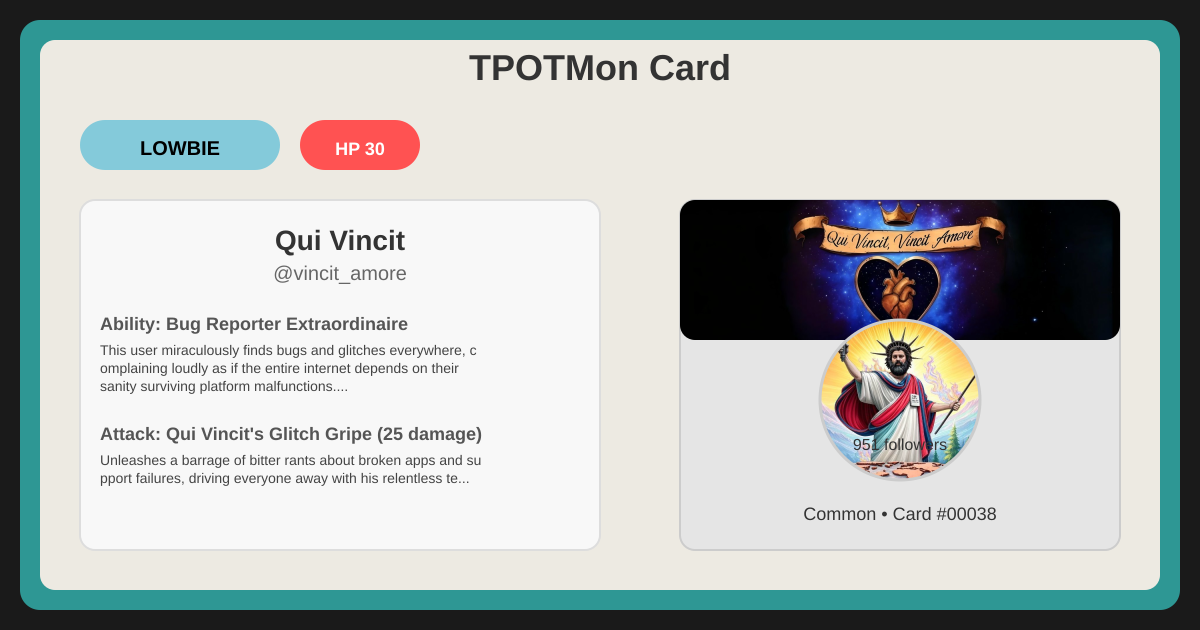 TPOTMon Card
LOWBIE
HP 30
Qui Vincit
@vincit_amore
Ability: Bug Reporter Extraordinaire
This user miraculously finds bugs and glitches everywhere, c
omplaining loudly as if the entire internet depends on their
sanity surviving platform malfunctions....
Attack: Qui Vincit's Glitch Gripe (25 damage)
Unleashes a barrage of bitter rants about broken apps and su
pport failures, driving everyone away with his relentless te...
Qui Vincit, Vincit Amore
951 followers
Common • Card #00038